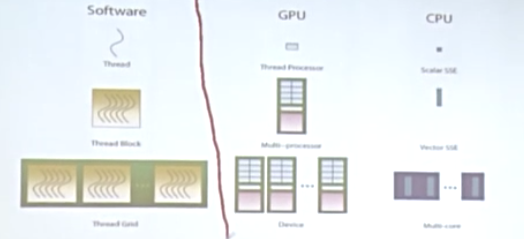 Software
GPU
CPU
Thread
Thread Processor
Scalar SSE
Thread Block
Multi-processor
Vector SSE
Thread Grid
Device
Multi-core